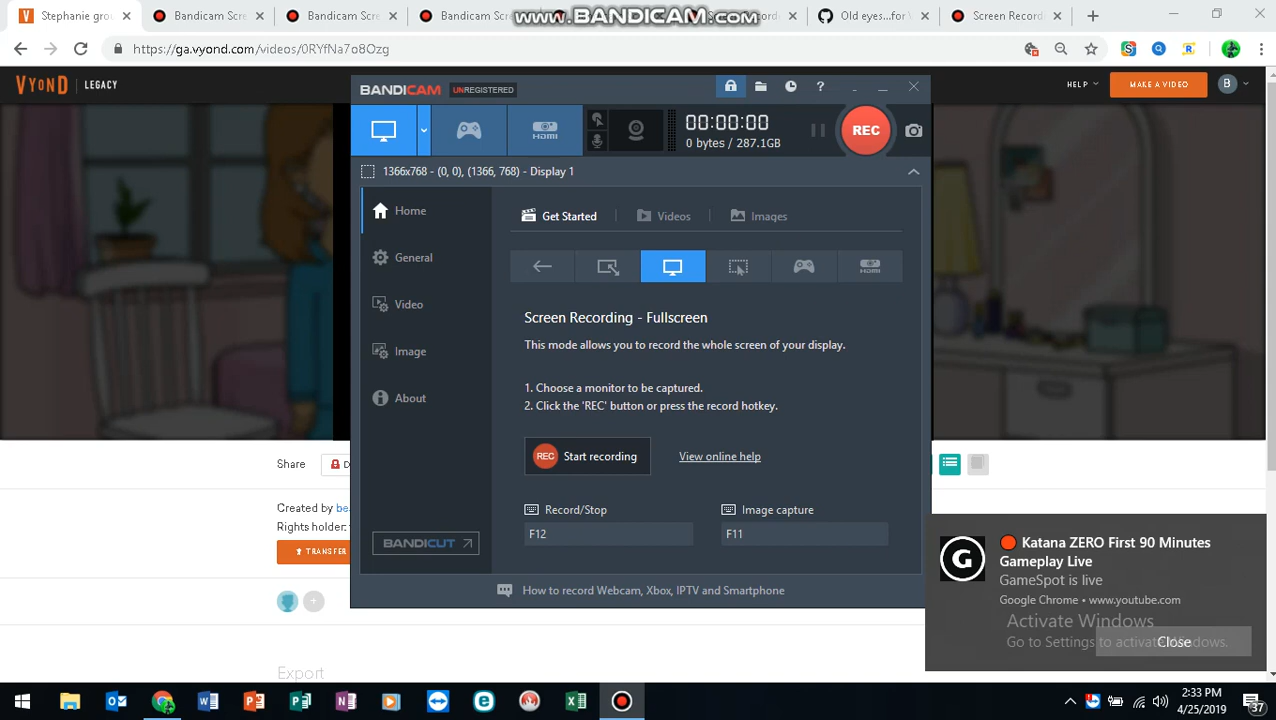 Stephanie grou
Bandicam Scre
Bandicam Scre
Bandicam Scre
www.BANDICAM.com
Old eyes...for V
Screen Record
https://ga.vyond.com/videos/0RYfNa7o8Ozg
VYOND LEGACY
HELP
MAKE A VIDEO
B
BANDICAM UNREGISTERED
00:00:00
REC
0 bytes / 287.1GB
1366x768 - (0, 0), (1366, 768) - Display 1
Home
General
Video
Image
About
BANDICUT
Get Started
Videos
Images
HDMI
HDMI
Screen Recording - Fullscreen
This mode allows you to record the whole screen of your display.
1. Choose a monitor to be captured.
2. Click the 'REC' button or press the record hotkey.
REC Start recording
View online help
Record/Stop
Image capture
F12
F11
How to record Webcam, Xbox, IPTV and Smartphone
Share
Created by be
Rights holder:
TRANSFER
Export
Katana ZERO First 90 Minutes
Gameplay Live
GameSpot is live
Google Chrome • www.youtube.com
Activate Windows
Go to Settings to activate Windows.
Close
2:33 PM
4/25/2019
37